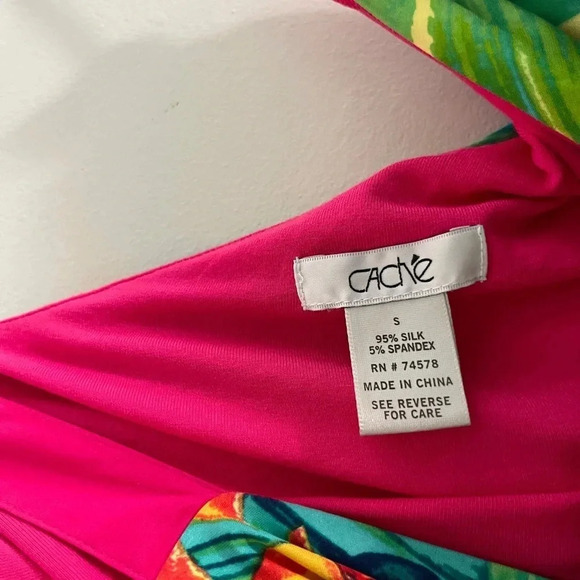 CACHÉ
S
95% SILK
5% SPANDEX
RN # 74578
MADE IN CHINA
SEE REVERSE
FOR CARE